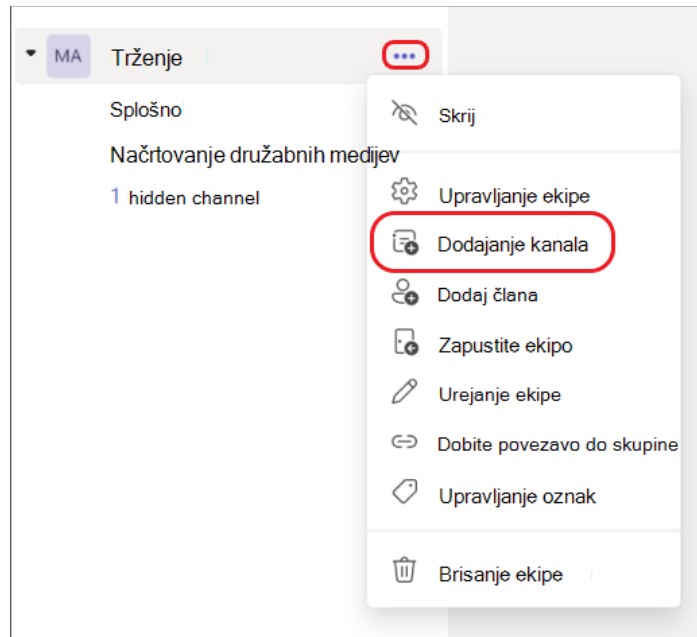 MA Trženje
Splošno
Načrtovanje družabnih medijev
1 hidden channel
Skrij
Upravljanje ekipe
Dodajanje kanala
Dodaj člana
Zapustite ekipo
Urejanje ekipe
Dobite povezavo do skupine
Upravljanje oznak
Brisanje ekipe